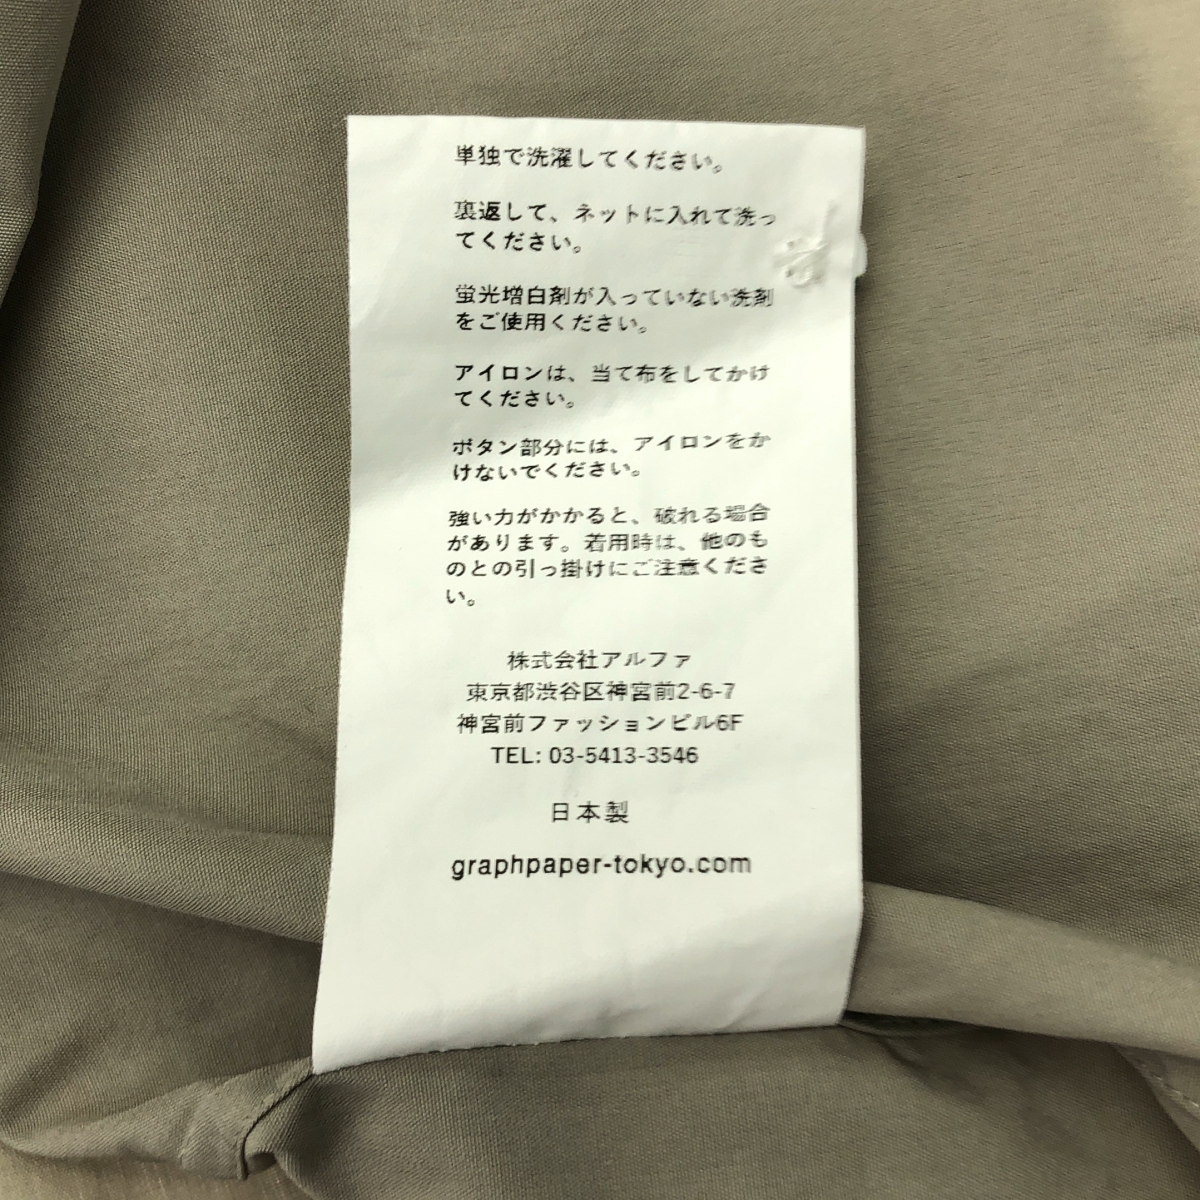 単独で洗濯してください。
裏返して、ネットに入れて洗っ
てください。
蛍光増白剤が入っていない洗剤
をご使用ください。
アイロンは、当て布をしてかけ
てください。
ボタン部分には、アイロンをか
けないでください。
強い力がかかると、破れる場合
があります。着用時は、他のも
のとの引っ掛けにご注意くださ
い。
株式会社アルファ
東京都渋谷区神宮前2-6-7
神宮前ファッションビル6F
TEL: 03-5413-3546
日本製
graphpaper-tokyo.com